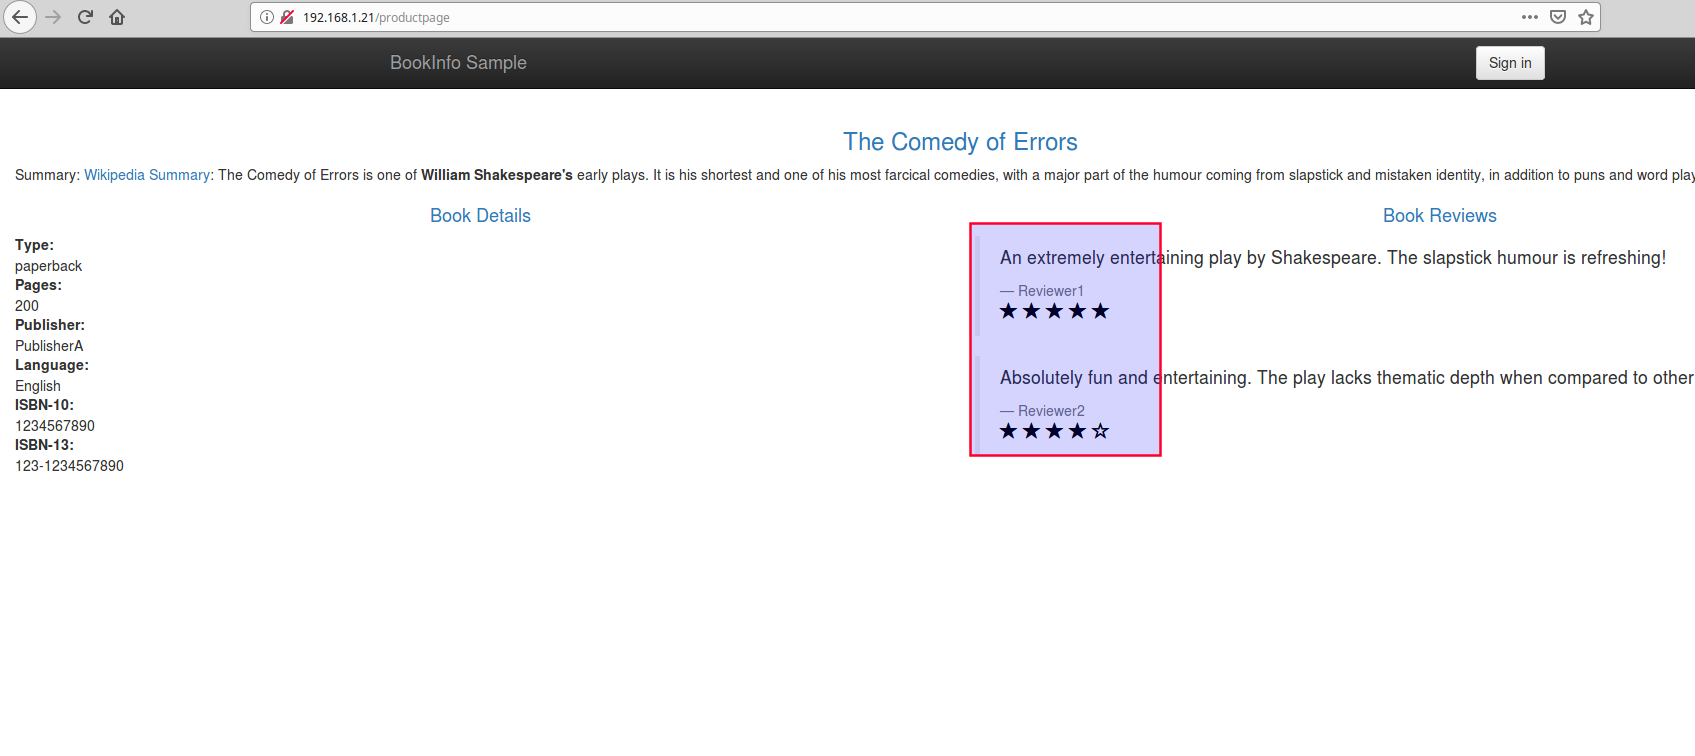 192.168.1.21/productpage
BookInfo Sample
Sign in
The Comedy of Errors
Summary: Wikipedia Summary: The Comedy of Errors is one of William Shakespeare's early plays. It is his shortest and one of his most farcical comedies, with a major part of the humour coming from slapstick and mistaken identity, in addition to puns and word play
Book Details
Type:
paperback
Pages:
200
Publisher:
PublisherA
Language:
English
ISBN-10:
1234567890
ISBN-13:
123-1234567890
Book Reviews
An extremely entertaining play by Shakespeare. The slapstick humour is refreshing!
— Reviewer1
★★★★★
Absolutely fun and entertaining. The play lacks thematic depth when compared to other
— Reviewer2
★★★★☆